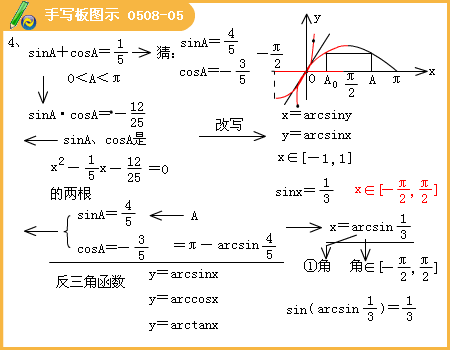 手写板图示 0508-05
4、 sinA+cosA=1/5 → 猜: sinA=4/5
cosA=-3/5
0<A<π
sinA·cosA=-12/25
← sinA、cosA是
x²-1/5x-12/25=0
的两根
← { sinA=4/5 ← A
cosA=-3/5 =π-arcsin4/5
反三角函数
y=arcsinx
y=arccosx
y=arctanx
y
-π/2 0 A₀ π/2 A π x
改写 →
x=arcsiny
y=arcsinx
x∈[-1,1]
sinx=1/3 x∈[-π/2,π/2]
→ x=arcsin1/3
①角 角∈[-π/2,π/2]
sin(arcsin1/3)=1/3